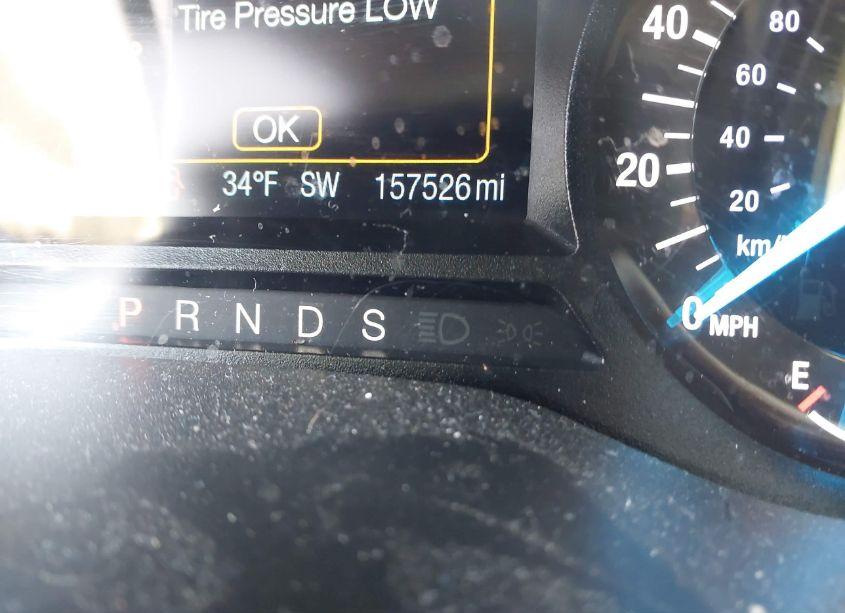 Tire Pressure LOW
OK
34°F SW 157526 mi
P R N D S
40
20
0 MPH
80
60
40
20
km/
E